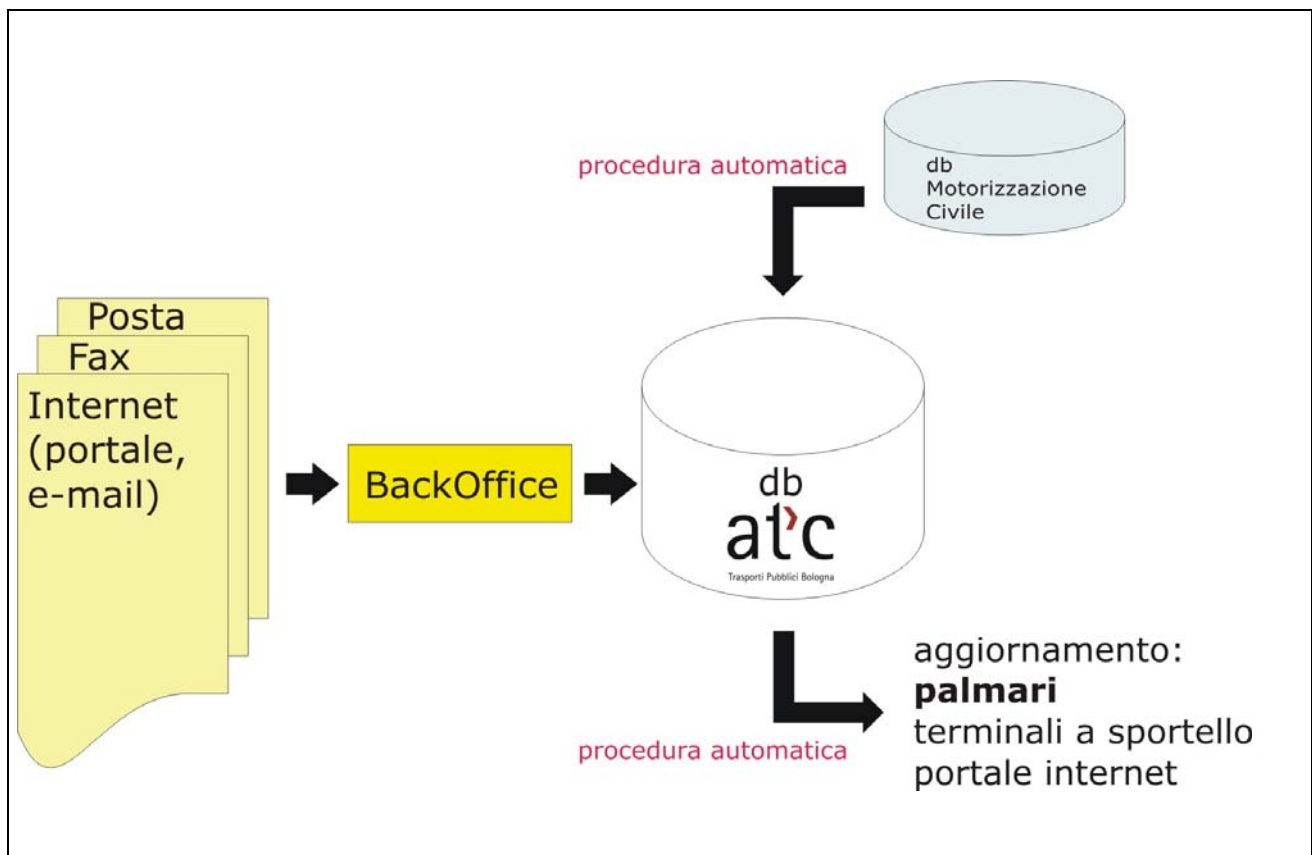 db
Motorizzazione
Civile
procedura automatica
Posta
Fax
Internet
(portale,
e-mail)
BackOffice
db
at'c
Trasporti Pubblici Bologna
aggiornamento:
palmari
terminali a sportello
portale internet
procedura automatica